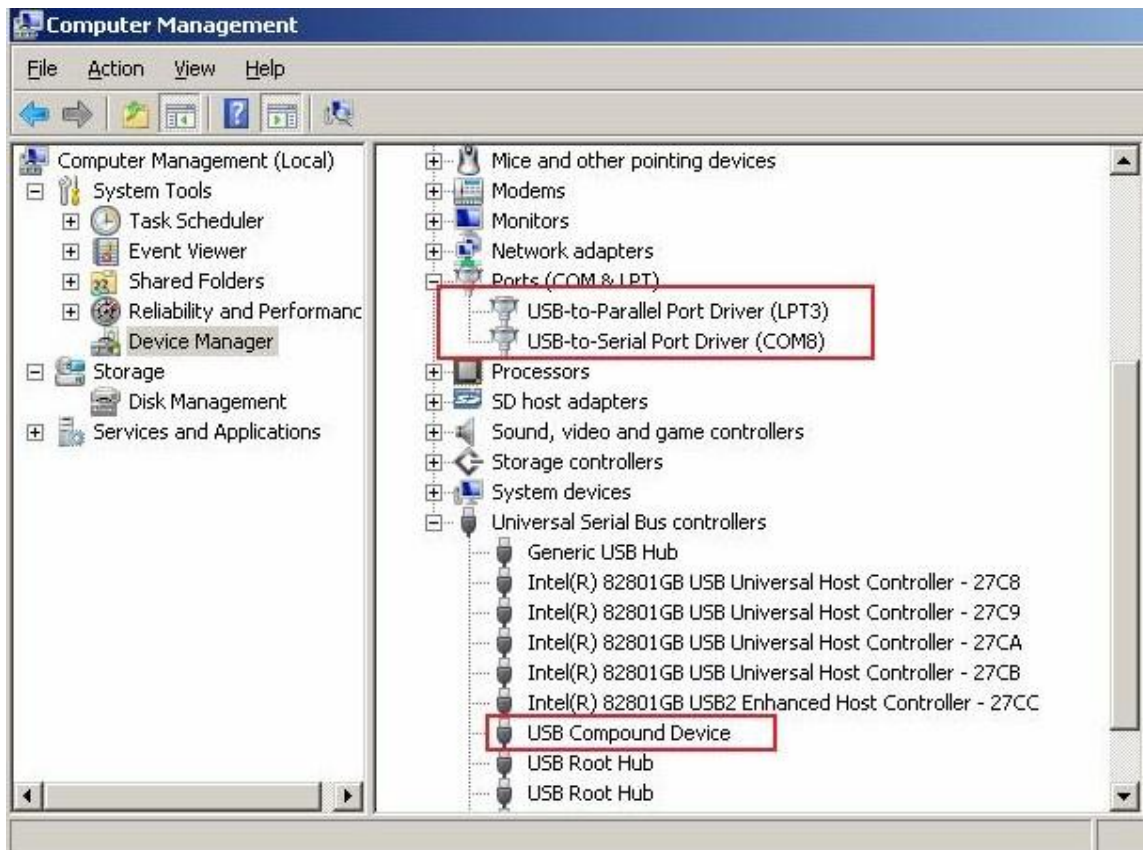 Computer Management
File Action View Help
Computer Management (Local)
System Tools
Task Scheduler
Event Viewer
Shared Folders
Reliability and Performanc
Device Manager
Storage
Disk Management
Services and Applications
Mice and other pointing devices
Modems
Monitors
Network adapters
Ports (COM & LPT)
USB-to-Parallel Port Driver (LPT3)
USB-to-Serial Port Driver (COM8)
Processors
SD host adapters
Sound, video and game controllers
Storage controllers
System devices
Universal Serial Bus controllers
Generic USB Hub
Intel(R) 82801GB USB Universal Host Controller - 27C8
Intel(R) 82801GB USB Universal Host Controller - 27C9
Intel(R) 82801GB USB Universal Host Controller - 27CA
Intel(R) 82801GB USB Universal Host Controller - 27CB
Intel(R) 82801GB USB2 Enhanced Host Controller - 27CC
USB Compound Device
USB Root Hub
USB Root Hub